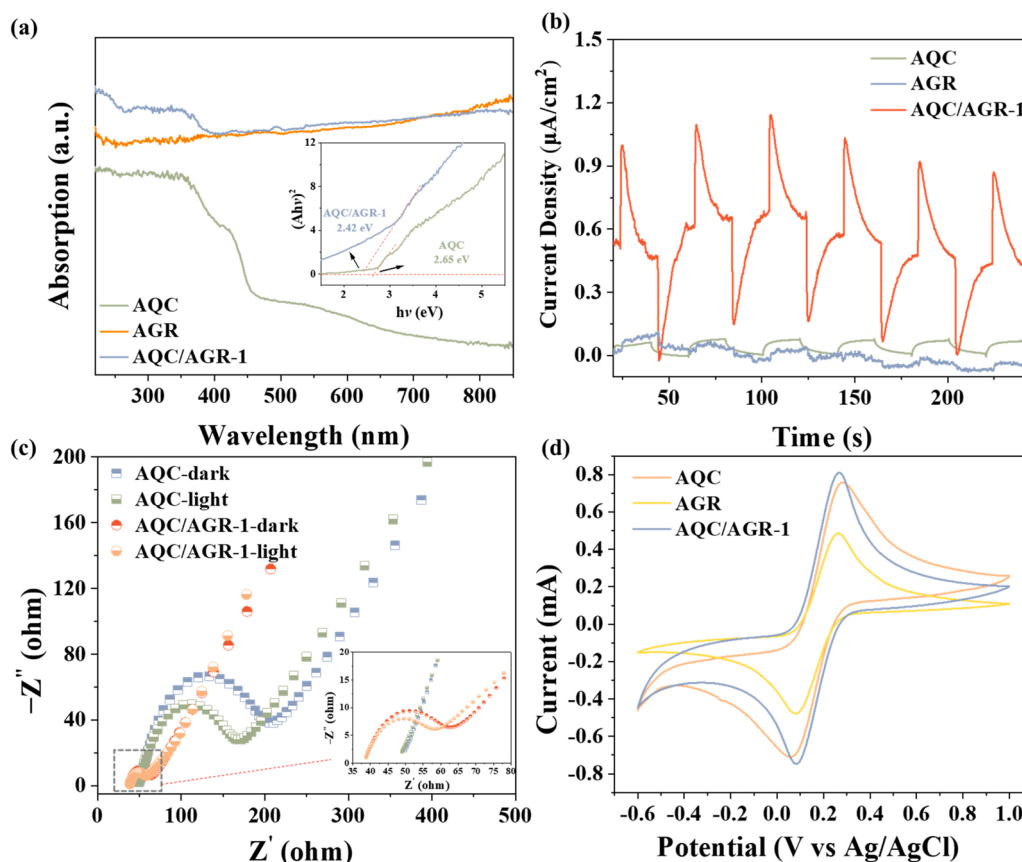 (a)
Absorption (a.u.)
AQC
AGR
AQC/AGR-1
300 400 500 600 700 800
Wavelength (nm)
(Ahν)²
12
8
4
0
AQC/AGR-1
2.42 eV
AQC
2.65 eV
2 3 4 5
hν (eV)
(b)
Current Density (μA/cm²)
1.5
1.2
0.9
0.6
0.3
0.0
AQC
AGR
AQC/AGR-1
50 100 150 200
Time (s)
(c)
−Z'' (ohm)
200
160
120
80
40
0
AQC-dark
AQC-light
AQC/AGR-1-dark
AQC/AGR-1-light
−Z'' (ohm)
20
15
10
5
0
35 40 45 50 55 60 65 70 75 80
Z' (ohm)
0 100 200 300 400 500
Z' (ohm)
(d)
Current (mA)
0.8
0.6
0.4
0.2
0.0
-0.2
-0.4
-0.6
-0.8
AQC
AGR
AQC/AGR-1
-0.6 -0.4 -0.2 0.0 0.2 0.4 0.6 0.8 1.0
Potential (V vs Ag/AgCl)